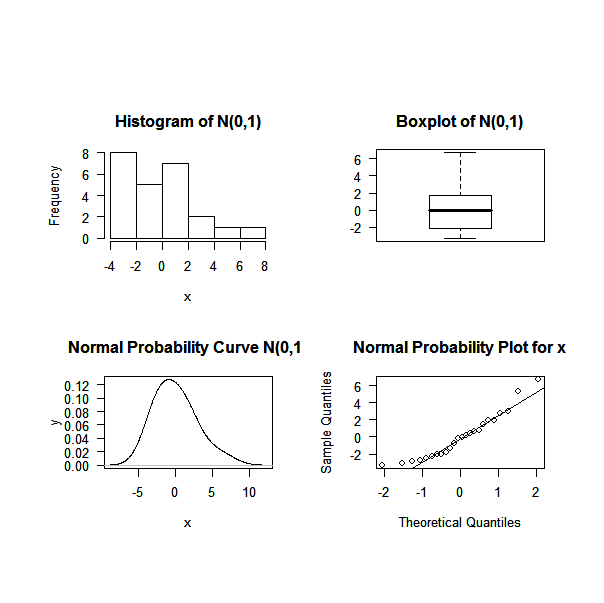 Histogram of N(0,1)
Frequency
8
6
4
2
0
-4 -2 0 2 4 6 8
x
Boxplot of N(0,1)
6
4
2
0
-2
Normal Probability Curve N(0,1
y
0.12
0.10
0.08
0.06
0.04
0.02
0.00
-5 0 5 10
x
Normal Probability Plot for x
Sample Quantiles
6
4
2
0
-2
-2 -1 0 1 2
Theoretical Quantiles